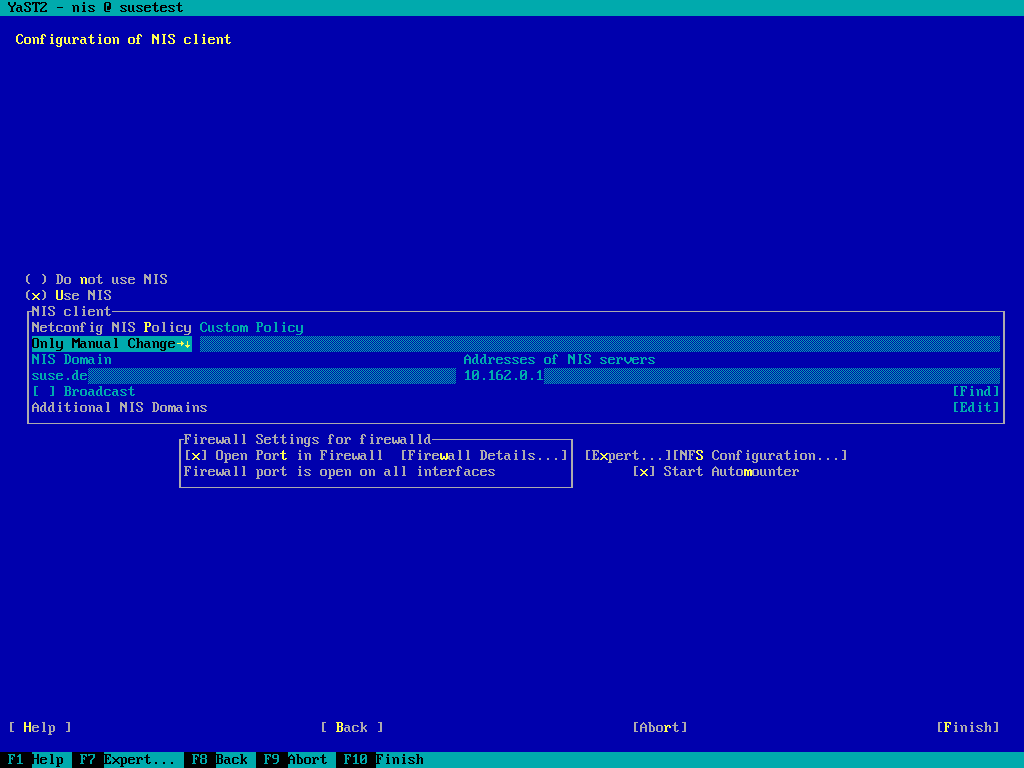 YaST2 - nis @ susetest
Configuration of NIS client
( ) Do not use NIS
(x) Use NIS
NIS client
Netconfig NIS Policy Custom Policy
Only Manual Change→↓
NIS Domain Addresses of NIS servers
suse.de 10.162.0.1
[ ] Broadcast [Find]
Additional NIS Domains [Edit]
Firewall Settings for firewalld
[x] Open Port in Firewall [Firewall Details...] [Expert...][NFS Configuration...]
Firewall port is open on all interfaces [x] Start Automounter
[ Help ] [ Back ] [Abort] [Finish]
F1 Help F7 Expert... F8 Back F9 Abort F10 Finish